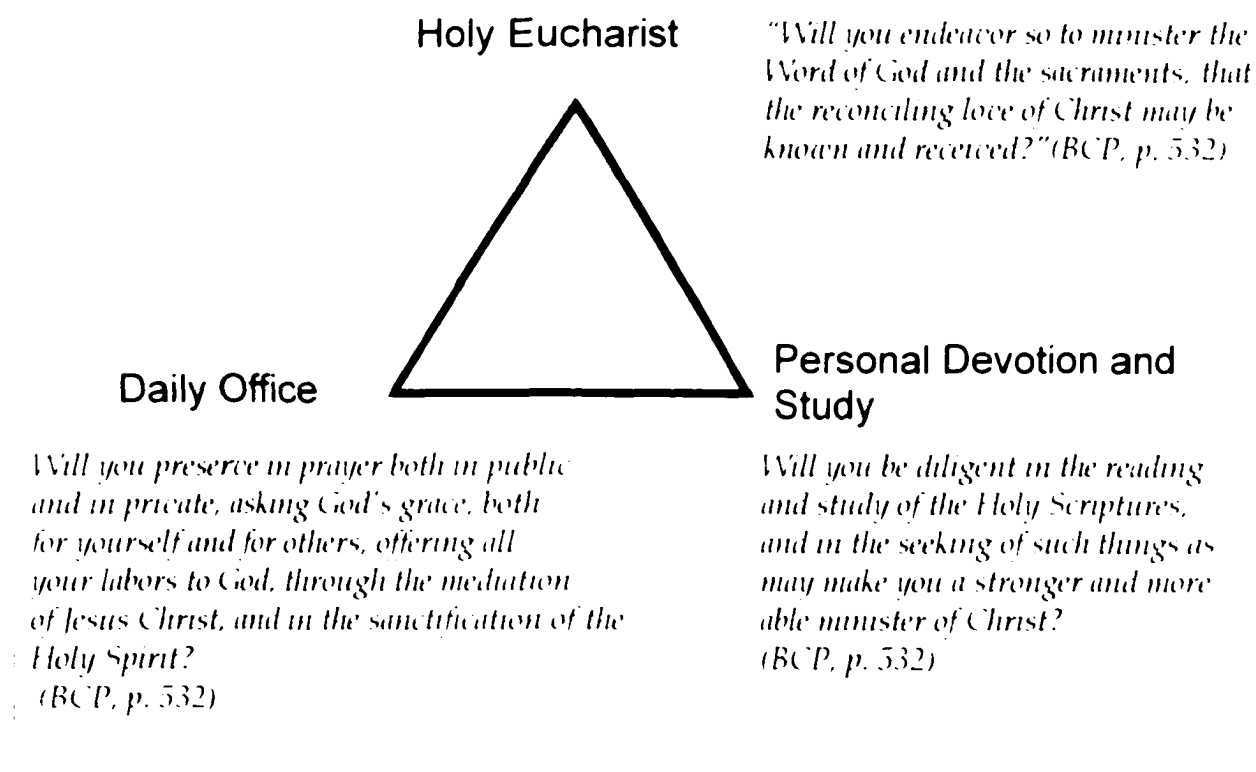 Holy Eucharist
"Will you endeavor so to minister the
Word of God and the sacraments, that
the reconciling love of Christ may be
known and received?"(BCP, p. 532)
Daily Office
Will you preserve in prayer both in public
and in private, asking God's grace, both
for yourself and for others, offering all
your labors to God, through the mediation
of Jesus Christ, and in the sanctification of the
Holy Spirit?
(BCP, p. 532)
Personal Devotion and
Study
Will you be diligent in the reading
and study of the Holy Scriptures,
and in the seeking of such things as
may make you a stronger and more
able minister of Christ?
(BCP, p. 532)